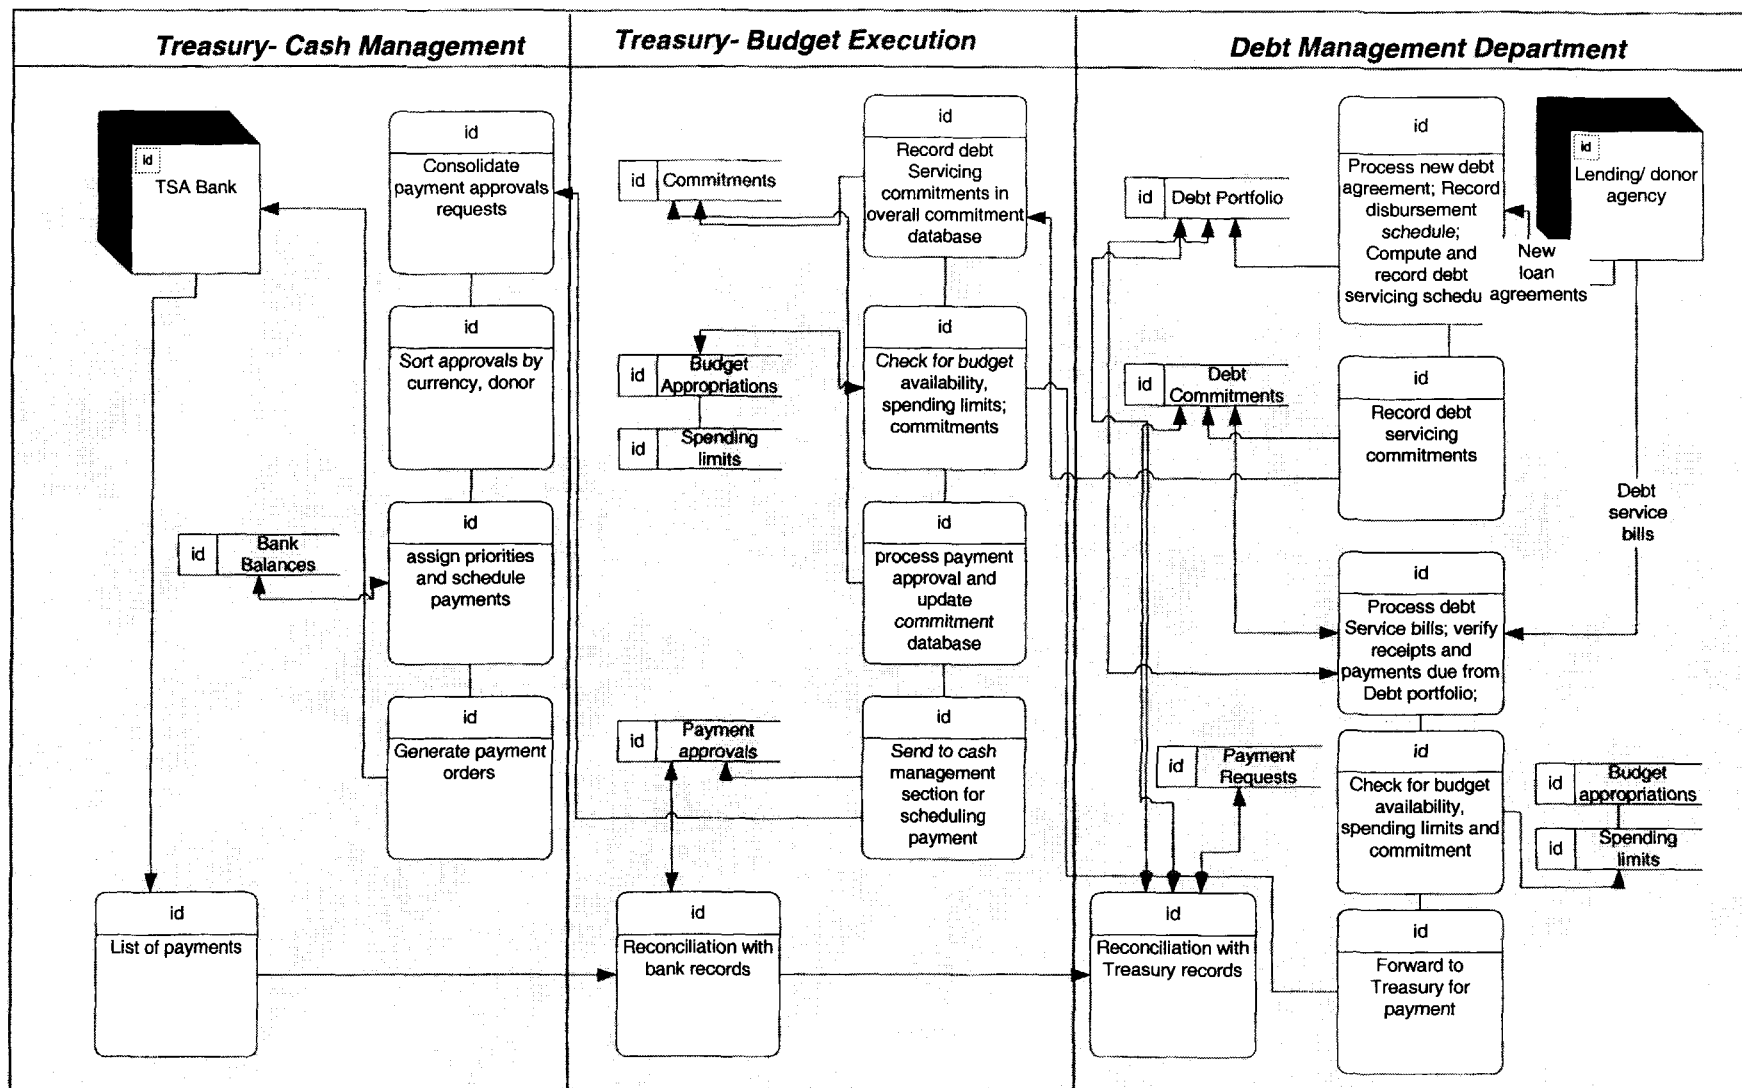 Treasury- Cash Management
Treasury- Budget Execution
Debt Management Department
id
TSA Bank
id
Consolidate
payment approvals
requests
id
Sort approvals by
currency, donor
id
Bank
Balances
id
assign priorities
and schedule
payments
id
Generate payment
orders
id
List of payments
id
Commitments
id
Record debt
Servicing
commitments in
overall commitment
database
id
Budget
Appropriations
id
Spending
limits
id
Check for budget
availability,
spending limits;
commitments
id
process payment
approval and
update
commitment
database
id
Payment
approvals
id
Send to cash
management
section for
scheduling
payment
id
Reconciliation with
bank records
id
Debt Portfolio
id
Process new debt
agreement; Record
disbursement
schedule;
Compute and
record debt
servicing schedu
id
Lending/ donor
agency
New
loan
agreements
id
Debt
Commitments
id
Record debt
servicing
commitments
Debt
service
bills
id
Process debt
Service bills; verify
receipts and
payments due from
Debt portfolio;
id
Payment
Requests
id
Check for budget
availability,
spending limits and
commitment
id
Budget
appropriations
id
Spending
limits
id
Reconciliation with
Treasury records
id
Forward to
Treasury for
payment